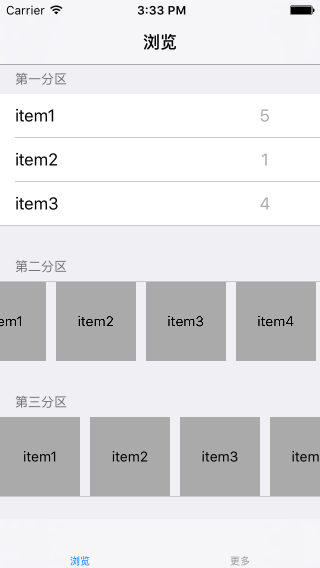 Carrier 3:33 PM
浏览
第一分区
item1 5
item2 1
item3 4
第二分区
em1 item2 item3 item4
第三分区
item1 item2 item3 item
浏览 更多